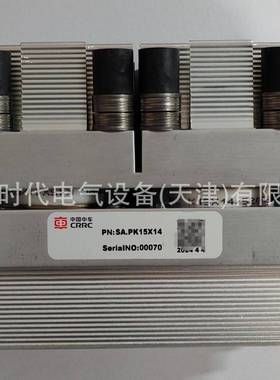 时代电气设备(天津)有限
中国中车
CRRC
PN:SA.PK15X14
SerialNO:00070